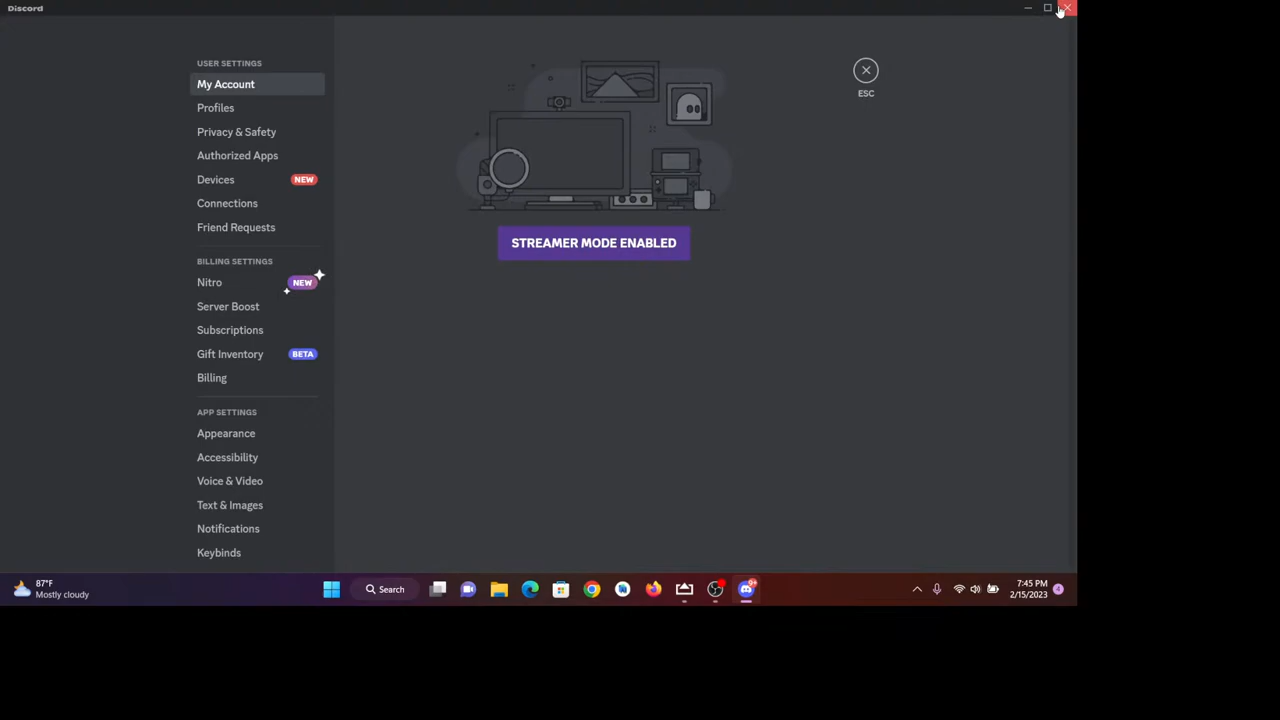 Discord
USER SETTINGS
My Account
Profiles
Privacy & Safety
Authorized Apps
Devices NEW
Connections
Friend Requests
BILLING SETTINGS
Nitro NEW
Server Boost
Subscriptions
Gift Inventory BETA
Billing
APP SETTINGS
Appearance
Accessibility
Voice & Video
Text & Images
Notifications
Keybinds
ESC
STREAMER MODE ENABLED
87°F
Mostly cloudy
Search
9+
7:45 PM
2/15/2023
4